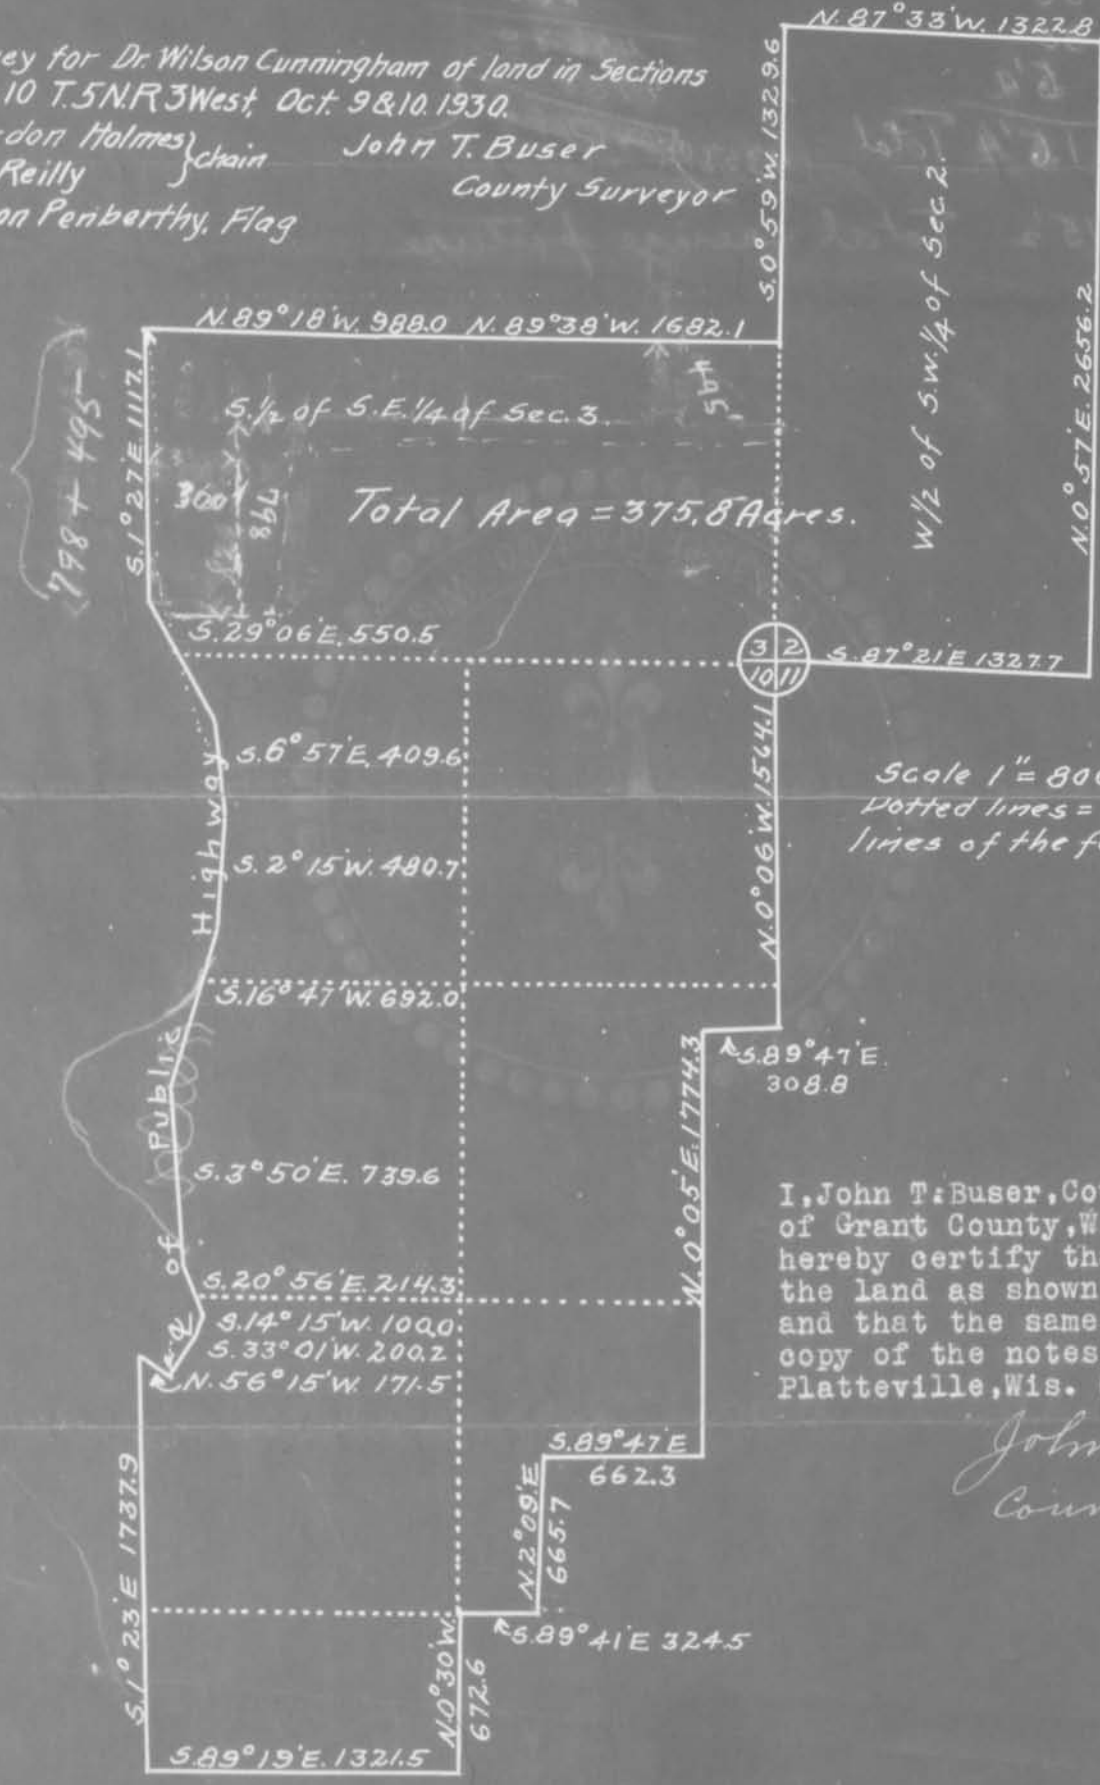 ey for Dr. Wilson Cunningham of land in Sections
10 T.5N.R3West, Oct. 9&10.1930.
don Holmes} chain
Reilly
on Penberthy, Flag
John T. Buser
County Surveyor
N. 87°33'W. 1322.8
S.0°59'W. 1329.6
W1/2 of S.W.1/4 of Sec. 2.
N.0°57'E. 2656.2
N.89°18'W. 988.0 N.89°38'W. 1682.1
798 + 495
S.1°27'E 1117.1
S.1/2 of S.E.1/4 of Sec.3.
300
798
Total Area = 375.8 Acres.
S.29°06'E. 550.5
3 2
10 11
S.87°21'E 1327.7
S.6°57'E. 409.6
N.0°06'W. 1564.1
Scale 1"= 80
Dotted lines =
lines of the f
S.2°15'W. 480.7
S.16°47'W. 692.0
S.89°47'E.
308.8
of Public Highway
N.0°05'E. 1774.3
S.3°50'E. 739.6
I,John T.Buser,Co
of Grant County,W
hereby certify th
the land as shown
and that the same
copy of the notes
Platteville,Wis.
S.20°56'E. 214.3
S.14°15'W. 100.0
S.33°01'W. 200.2
N.56°15'W. 171.5
John
Coun
S.89°47'E
662.3
N.2°09'E
665.7
S.1°23'E 1737.9
S.89°41'E 324.5
N.0°30'W.
672.6
S.89°19'E. 1321.5